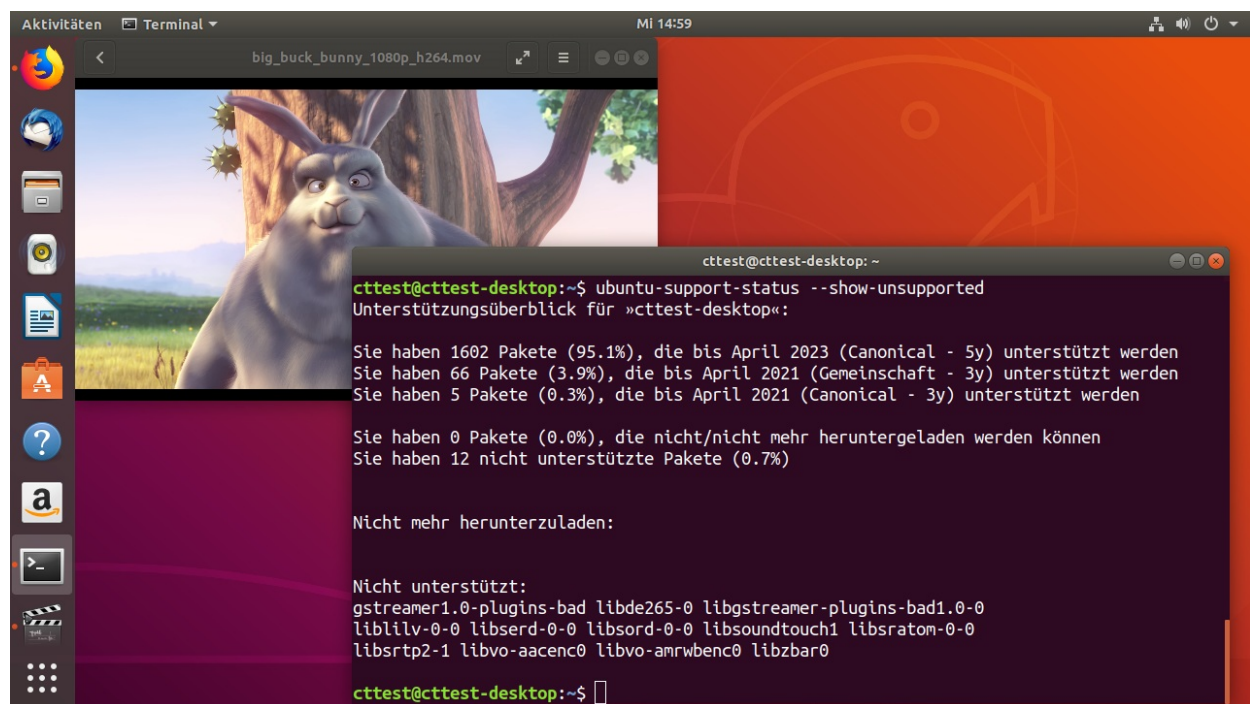 Aktivitäten Terminal Mi 14:59
big_buck_bunny_1080p_h264.mov
cttest@cttest-desktop: ~
cttest@cttest-desktop:~$ ubuntu-support-status --show-unsupported
Unterstützungsüberblick für »cttest-desktop«:
Sie haben 1602 Pakete (95.1%), die bis April 2023 (Canonical - 5y) unterstützt werden
Sie haben 66 Pakete (3.9%), die bis April 2021 (Gemeinschaft - 3y) unterstützt werden
Sie haben 5 Pakete (0.3%), die bis April 2021 (Canonical - 3y) unterstützt werden
Sie haben 0 Pakete (0.0%), die nicht/nicht mehr heruntergeladen werden können
Sie haben 12 nicht unterstützte Pakete (0.7%)
Nicht mehr herunterzuladen:
Nicht unterstützt:
gstreamer1.0-plugins-bad libde265-0 libgstreamer-plugins-bad1.0-0
liblilv-0-0 libserd-0-0 libsord-0-0 libsoundtouch1 libsratom-0-0
libsrtp2-1 libvo-aacenc0 libvo-amrwbenc0 libzbar0
cttest@cttest-desktop:~$